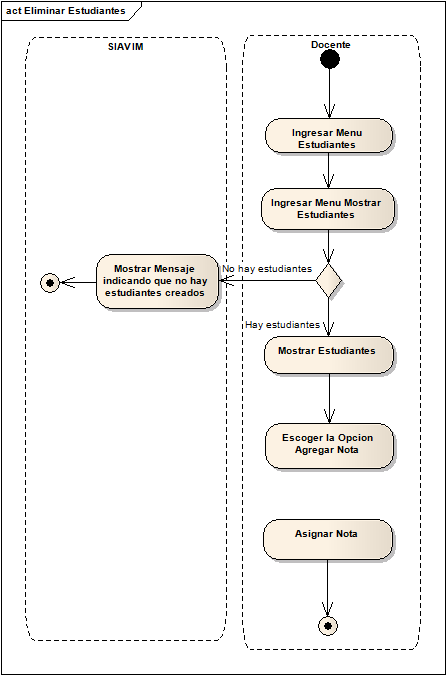 act Eliminar Estudiantes
SIAVIM
Docente
Ingresar Menu
Estudiantes
Ingresar Menu Mostrar
Estudiantes
No hay estudiantes
Mostrar Mensaje
indicando que no hay
estudiantes creados
Hay estudiantes
Mostrar Estudiantes
Escoger la Opcion
Agregar Nota
Asignar Nota